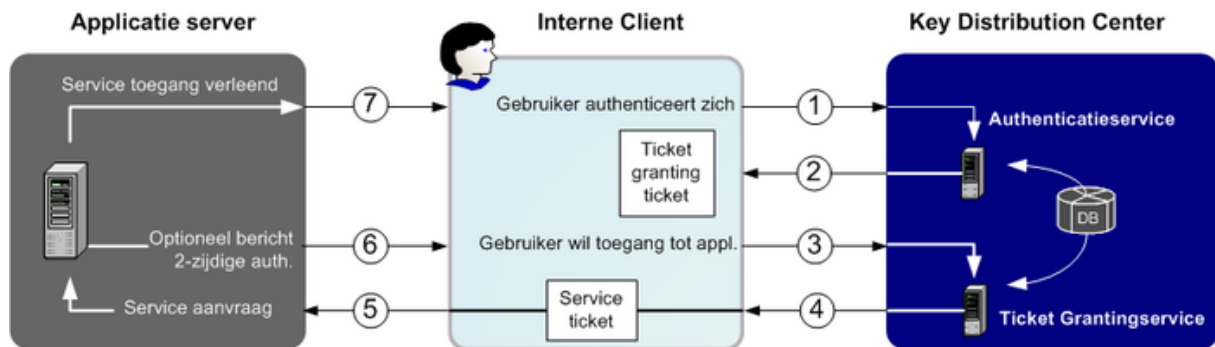 Applicatie server
Interne Client
Key Distribution Center
Service toegang verleend
7
Gebruiker authenticeert zich
1
Authenticatieservice
Ticket
granting
ticket
2
DB
Optioneel bericht
2-zijdige auth.
6
Gebruiker wil toegang tot appl.
3
Service aanvraag
5
Service
ticket
4
Ticket Grantingservice